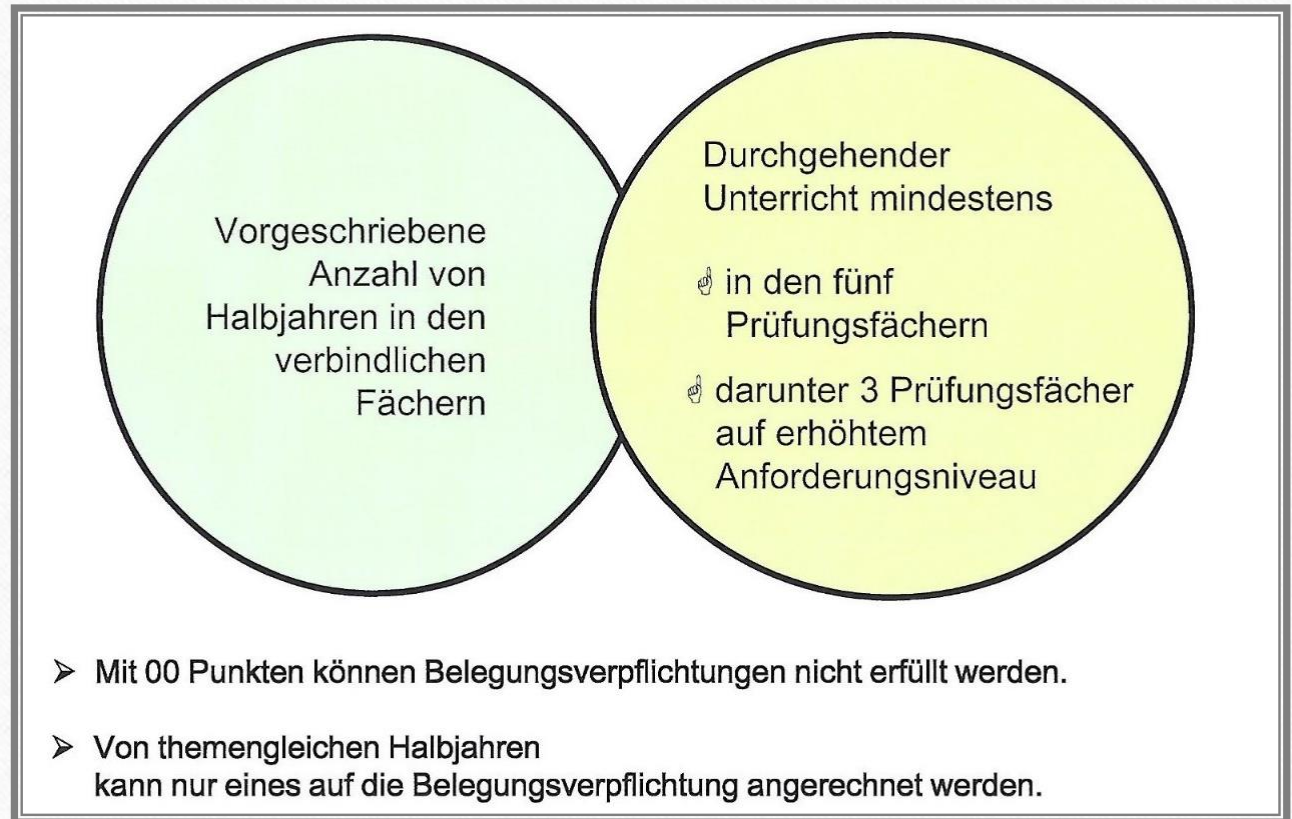 Vorgeschriebene
Anzahl von
Halbjahren in den
verbindlichen
Fächern
Durchgehender
Unterricht mindestens
☝ in den fünf
Prüfungsfächern
☝ darunter 3 Prüfungsfächer
auf erhöhtem
Anforderungsniveau
➢ Mit 00 Punkten können Belegungsverpflichtungen nicht erfüllt werden.
➢ Von themengleichen Halbjahren
kann nur eines auf die Belegungsverpflichtung angerechnet werden.